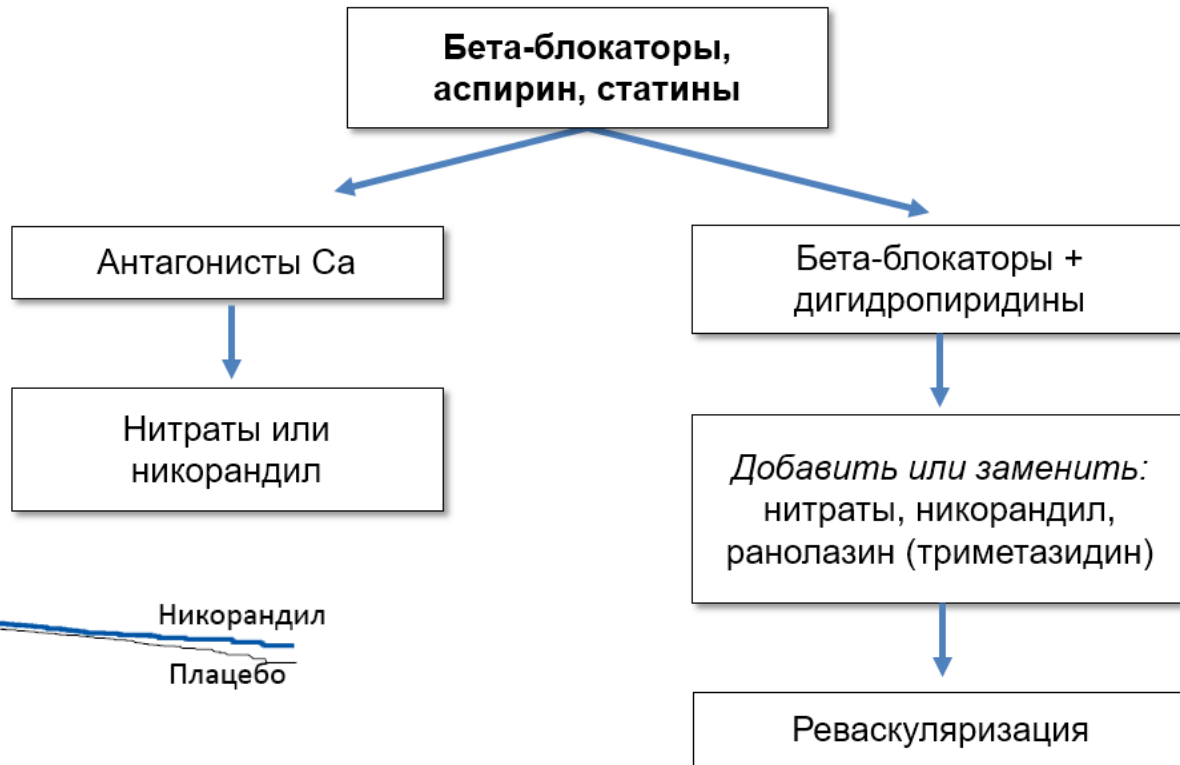 Бета-блокаторы,
аспирин, статины
Антагонисты Са
Бета-блокаторы +
дигидропиридины
Нитраты или
никорандил
Добавить или заменить:
нитраты, никорандил,
ранолазин (триметазидин)
Никорандил
Плацебо
Реваскуляризация